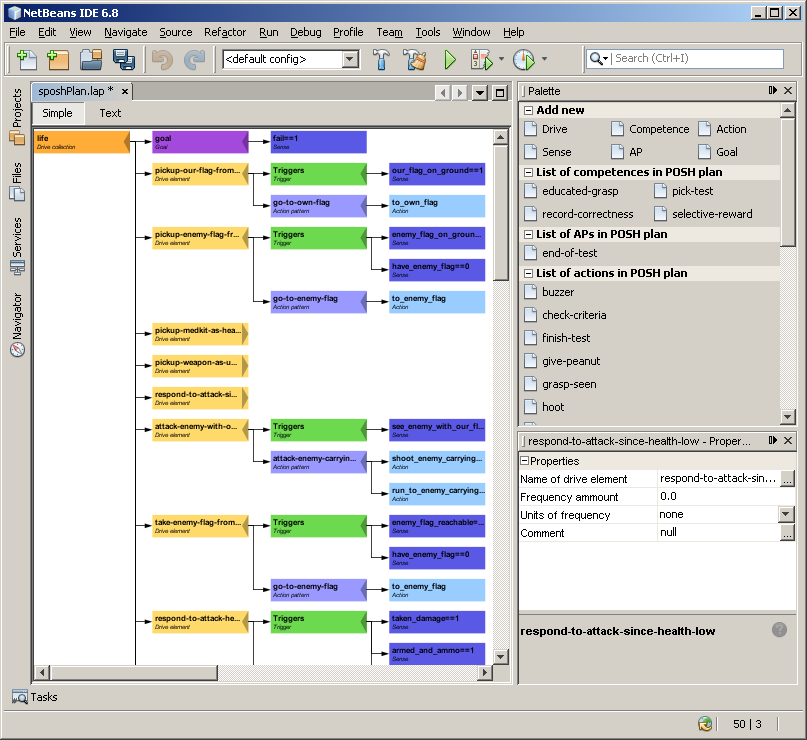 NetBeans IDE 6.8
File Edit View Navigate Source Refactor Run Debug Profile Team Tools Window Help
<default config>
Search (Ctrl+I)
Projects
Files
Services
Navigator
sposhPlan.lap *
Simple Text
life
Drive collection
goal
Goal
fail==1
Sense
pickup-our-flag-from...
Drive element
Triggers
Trigger
our_flag_on_ground==1
Sense
go-to-own-flag
Action pattern
to_own_flag
Action
pickup-enemy-flag-fr...
Drive element
Triggers
Trigger
enemy_flag_on_groun...
Sense
have_enemy_flag==0
Sense
go-to-enemy-flag
Action pattern
to_enemy_flag
Action
pickup-medkit-as-hea...
Drive element
pickup-weapon-as-u...
Drive element
respond-to-attack-si...
Drive element
attack-enemy-with-o...
Drive element
Triggers
Trigger
see_enemy_with_our_fl...
Sense
attack-enemy-carryin...
Action pattern
shoot_enemy_carrying...
Action
run_to_enemy_carrying...
Action
take-enemy-flag-from...
Drive element
Triggers
Trigger
enemy_flag_reachable=...
Sense
have_enemy_flag==0
Sense
go-to-enemy-flag
Action pattern
to_enemy_flag
Action
respond-to-attack-he...
Drive element
Triggers
Trigger
taken_damage==1
Sense
armed_and_ammo==1
Sense
Palette
Add new
Drive Competence Action
Sense AP Goal
List of competences in POSH plan
educated-grasp pick-test
record-correctness selective-reward
List of APs in POSH plan
end-of-test
List of actions in POSH plan
buzzer
check-criteria
finish-test
give-peanut
grasp-seen
hoot
respond-to-attack-since-health-low - Proper...
Properties
Name of drive element respond-to-attack-sin... ...
Frequency ammount 0.0
Units of frequency none
Comment null ...
respond-to-attack-since-health-low
?
Tasks
50 | 3